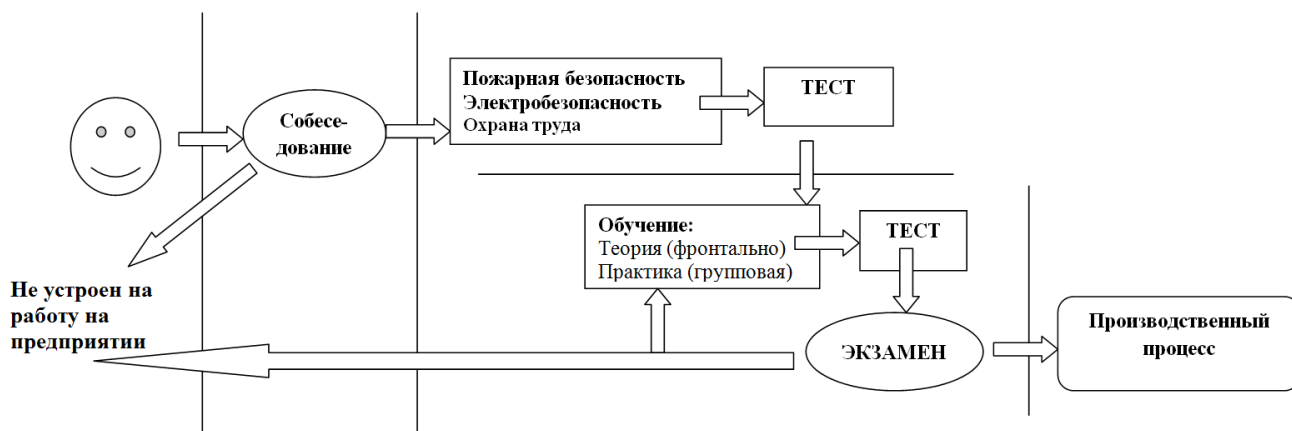 Собесе-
дование
Пожарная безопасность
Электробезопасность
Охрана труда
ТЕСТ
Обучение:
Теория (фронтально)
Практика (групповая)
ТЕСТ
Не устроен на
работу на
предприятии
ЭКЗАМЕН
Производственный
процесс